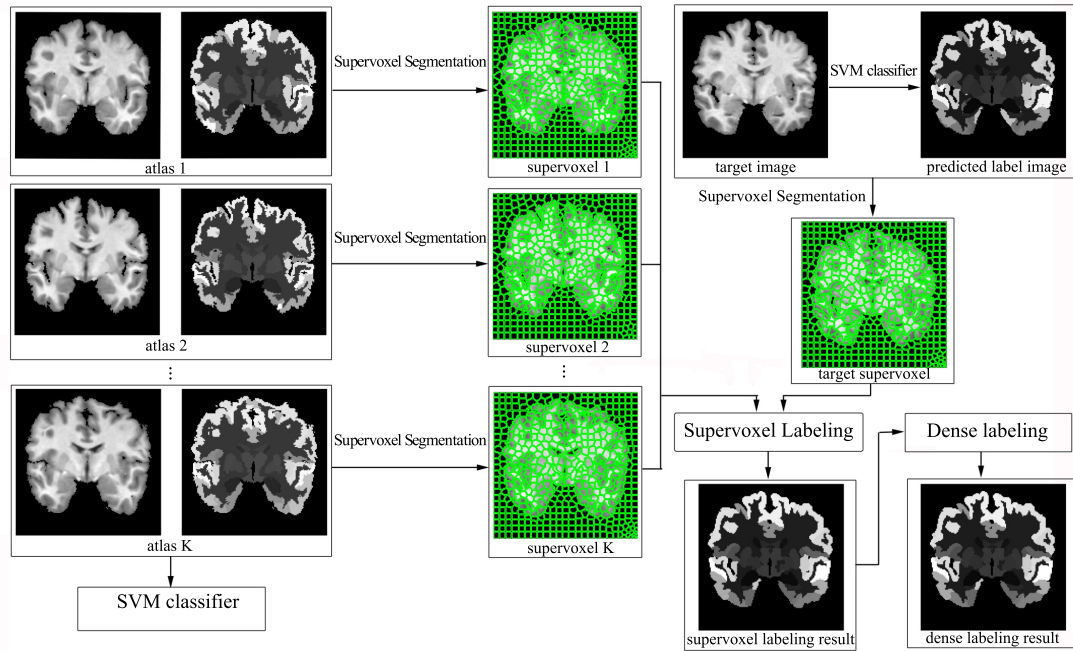 Supervoxel Segmentation
atlas 1
supervoxel 1
SVM classifier
target image
predicted label image
Supervoxel Segmentation
Supervoxel Segmentation
atlas 2
supervoxel 2
target supervoxel
⋮
⋮
Supervoxel Segmentation
atlas K
supervoxel K
SVM classifier
Supervoxel Labeling
Dense labeling
supervoxel labeling result
dense labeling result